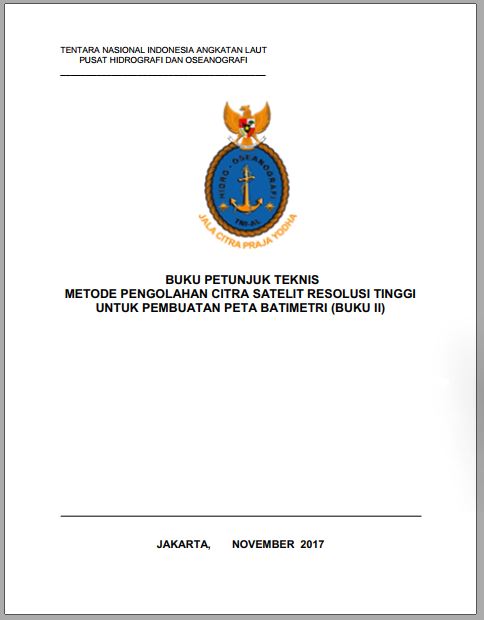 TENTARA NASIONAL INDONESIA ANGKATAN LAUT
PUSAT HIDROGRAFI DAN OSEANOGRAFI
HIDRO - OSEANOGRAFI
TNI-AL
JALA CITRA PRAJA YODHA
BUKU PETUNJUK TEKNIS
METODE PENGOLAHAN CITRA SATELIT RESOLUSI TINGGI
UNTUK PEMBUATAN PETA BATIMETRI (BUKU II)
JAKARTA, NOVEMBER 2017